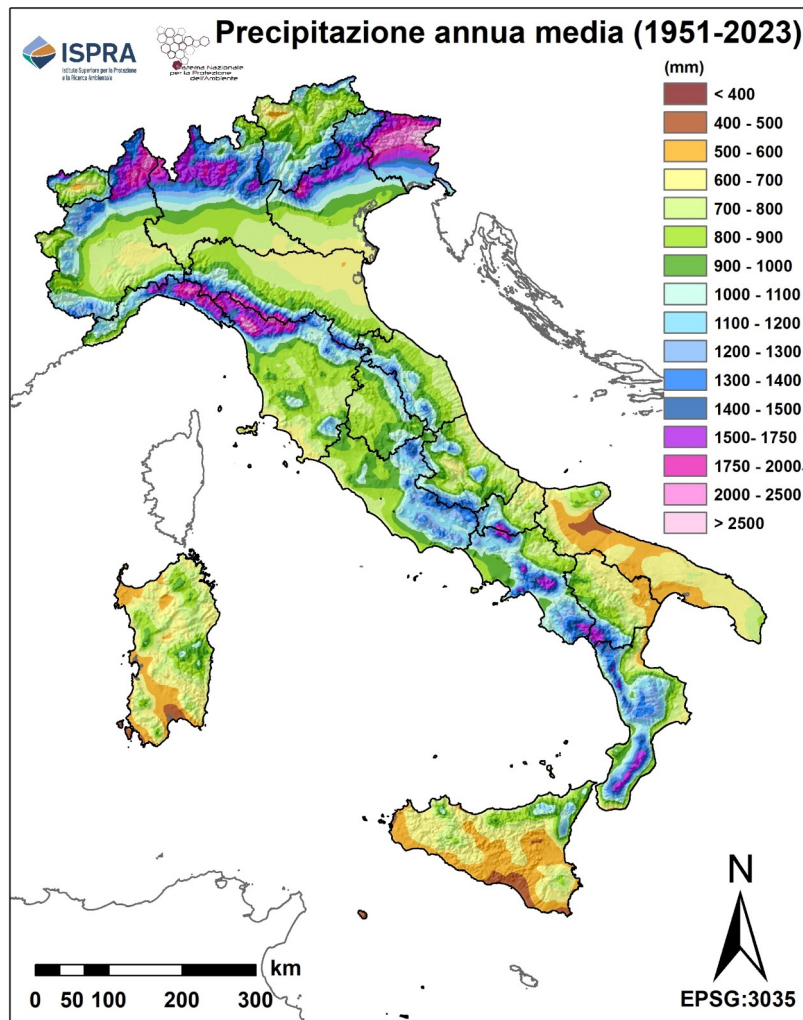 Precipitazione annua media (1951-2023)
ISPRA
Istituto Superiore per la Protezione
e la Ricerca Ambientale
Sistema Nazionale
per la Protezione
dell'Ambiente
(mm)
< 400
400 - 500
500 - 600
600 - 700
700 - 800
800 - 900
900 - 1000
1000 - 1100
1100 - 1200
1200 - 1300
1300 - 1400
1400 - 1500
1500- 1750
1750 - 2000
2000 - 2500
> 2500
N
km
0 50 100 200 300
EPSG:3035